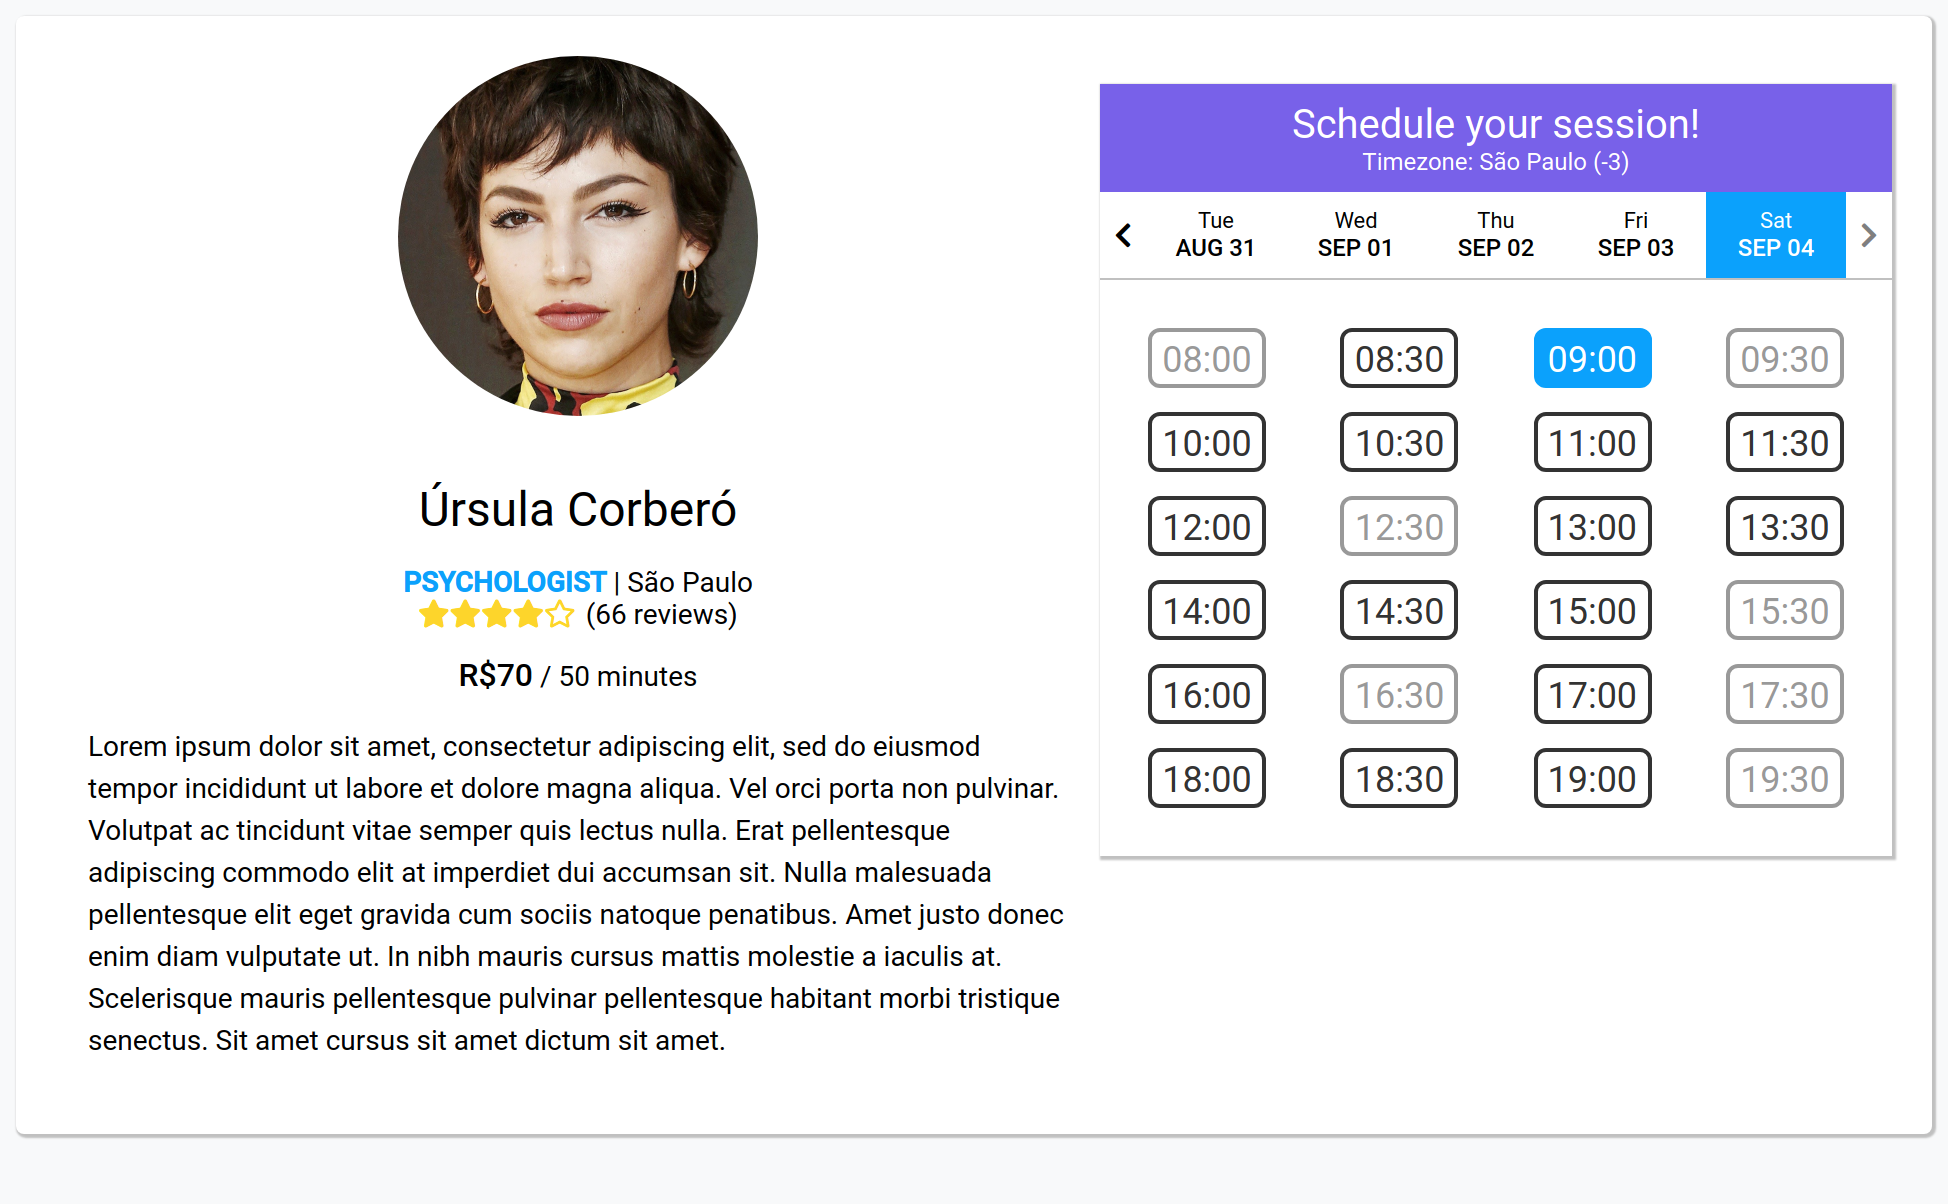 Úrsula Corberó
PSYCHOLOGIST | São Paulo
(66 reviews)
R$70 / 50 minutes
Lorem ipsum dolor sit amet, consectetur adipiscing elit, sed do eiusmod
tempor incididunt ut labore et dolore magna aliqua. Vel orci porta non pulvinar.
Volutpat ac tincidunt vitae semper quis lectus nulla. Erat pellentesque
adipiscing commodo elit at imperdiet dui accumsan sit. Nulla malesuada
pellentesque elit eget gravida cum sociis natoque penatibus. Amet justo donec
enim diam vulputate ut. In nibh mauris cursus mattis molestie a iaculis at.
Scelerisque mauris pellentesque pulvinar pellentesque habitant morbi tristique
senectus. Sit amet cursus sit amet dictum sit amet.
Schedule your session!
Timezone: São Paulo (-3)
Tue Wed Thu Fri Sat
AUG 31 SEP 01 SEP 02 SEP 03 SEP 04
08:00 08:30 09:00 09:30
10:00 10:30 11:00 11:30
12:00 12:30 13:00 13:30
14:00 14:30 15:00 15:30
16:00 16:30 17:00 17:30
18:00 18:30 19:00 19:30